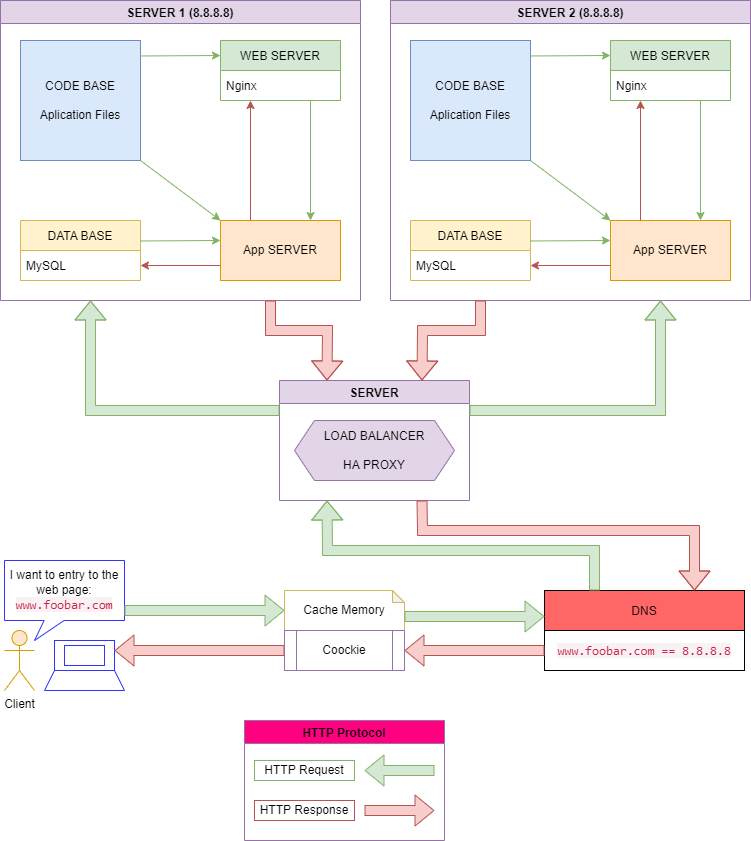 SERVER 1 (8.8.8.8)
SERVER 2 (8.8.8.8)
CODE BASE
Aplication Files
WEB SERVER
Nginx
DATA BASE
MySQL
App SERVER
CODE BASE
Aplication Files
WEB SERVER
Nginx
DATA BASE
MySQL
App SERVER
SERVER
LOAD BALANCER
HA PROXY
I want to entry to the
web page:
www.foobar.com
Client
Cache Memory
Coockie
DNS
www.foobar.com == 8.8.8.8
HTTP Protocol
HTTP Request
HTTP Response